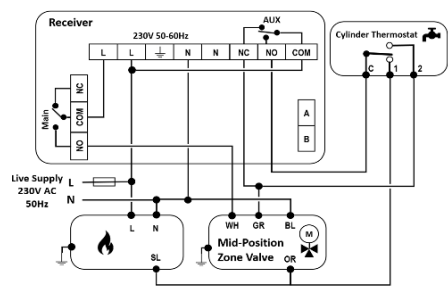 Receiver
AUX
230V 50-60Hz
Cylinder Thermostat
L L N N NC NO COM
C 1 2
NC
COM
NO
Main
A
B
Live Supply
230V AC
50Hz
L
N
L N
SL
WH GR BL
Mid-Position
Zone Valve
M
OR